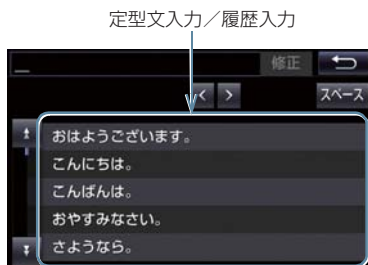 定型文入力／履歴入力
修正
< >
スペース
おはようございます。
こんにちは。
こんばんは。
おやすみなさい。
さようなら。